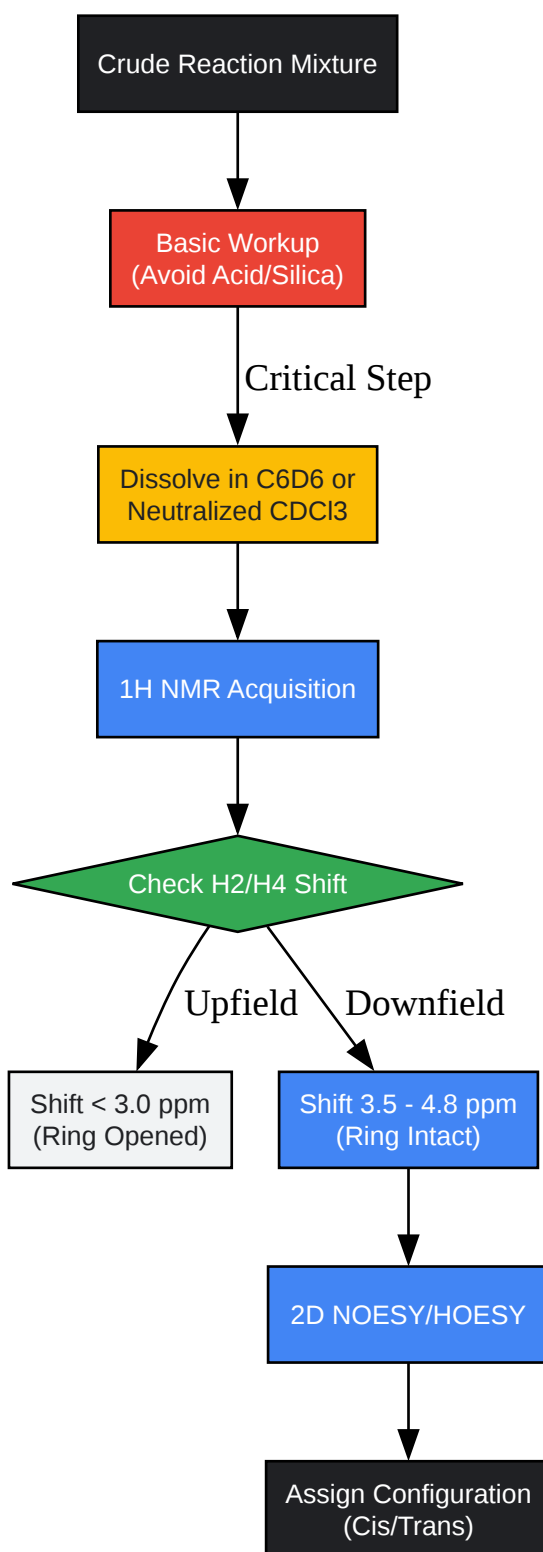 Crude Reaction Mixture
Basic Workup
(Avoid Acid/Silica)
Critical Step
Dissolve in C6D6 or
Neutralized CDCl3
1H NMR Acquisition
Check H2/H4 Shift
Upfield
Downfield
Shift < 3.0 ppm
(Ring Opened)
Shift 3.5 - 4.8 ppm
(Ring Intact)
2D NOESY/HOESY
Assign Configuration
(Cis/Trans)